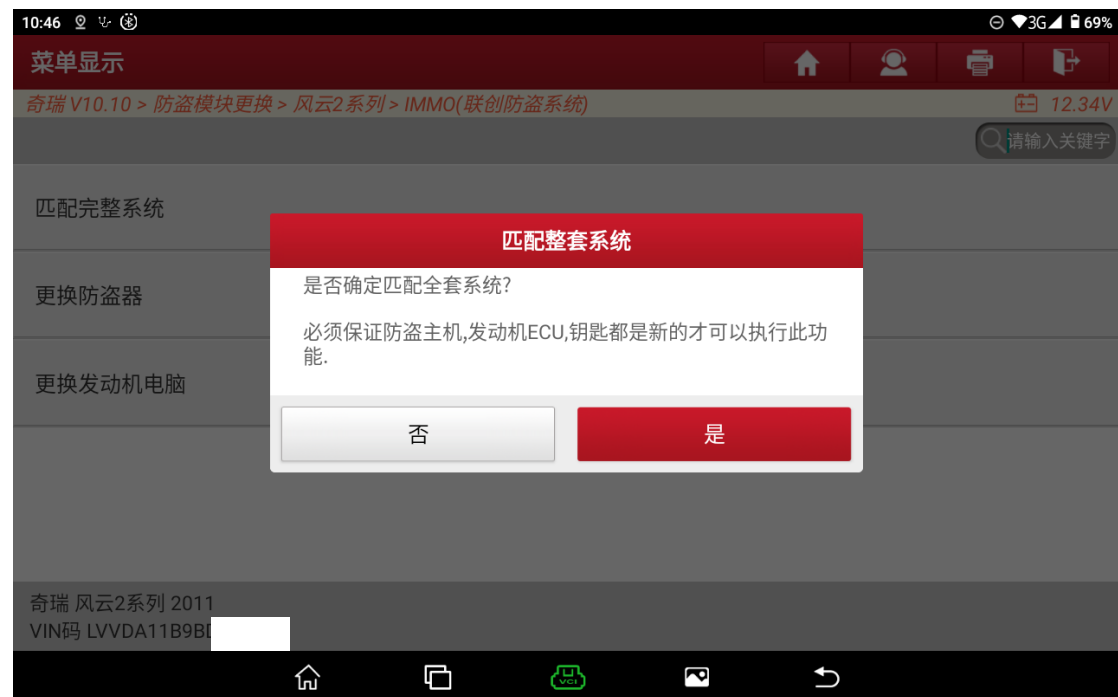 10:46
3G 69%
菜单显示
奇瑞 V10.10 > 防盗模块更换 > 风云2系列 > IMMO(联创防盗系统)
12.34V
请输入关键字
匹配完整系统
匹配整套系统
是否确定匹配全套系统?
更换防盗器
必须保证防盗主机,发动机ECU,钥匙都是新的才可以执行此功
能.
更换发动机电脑
否
是
奇瑞 风云2系列 2011
VIN码 LVVDA11B9B
VCI